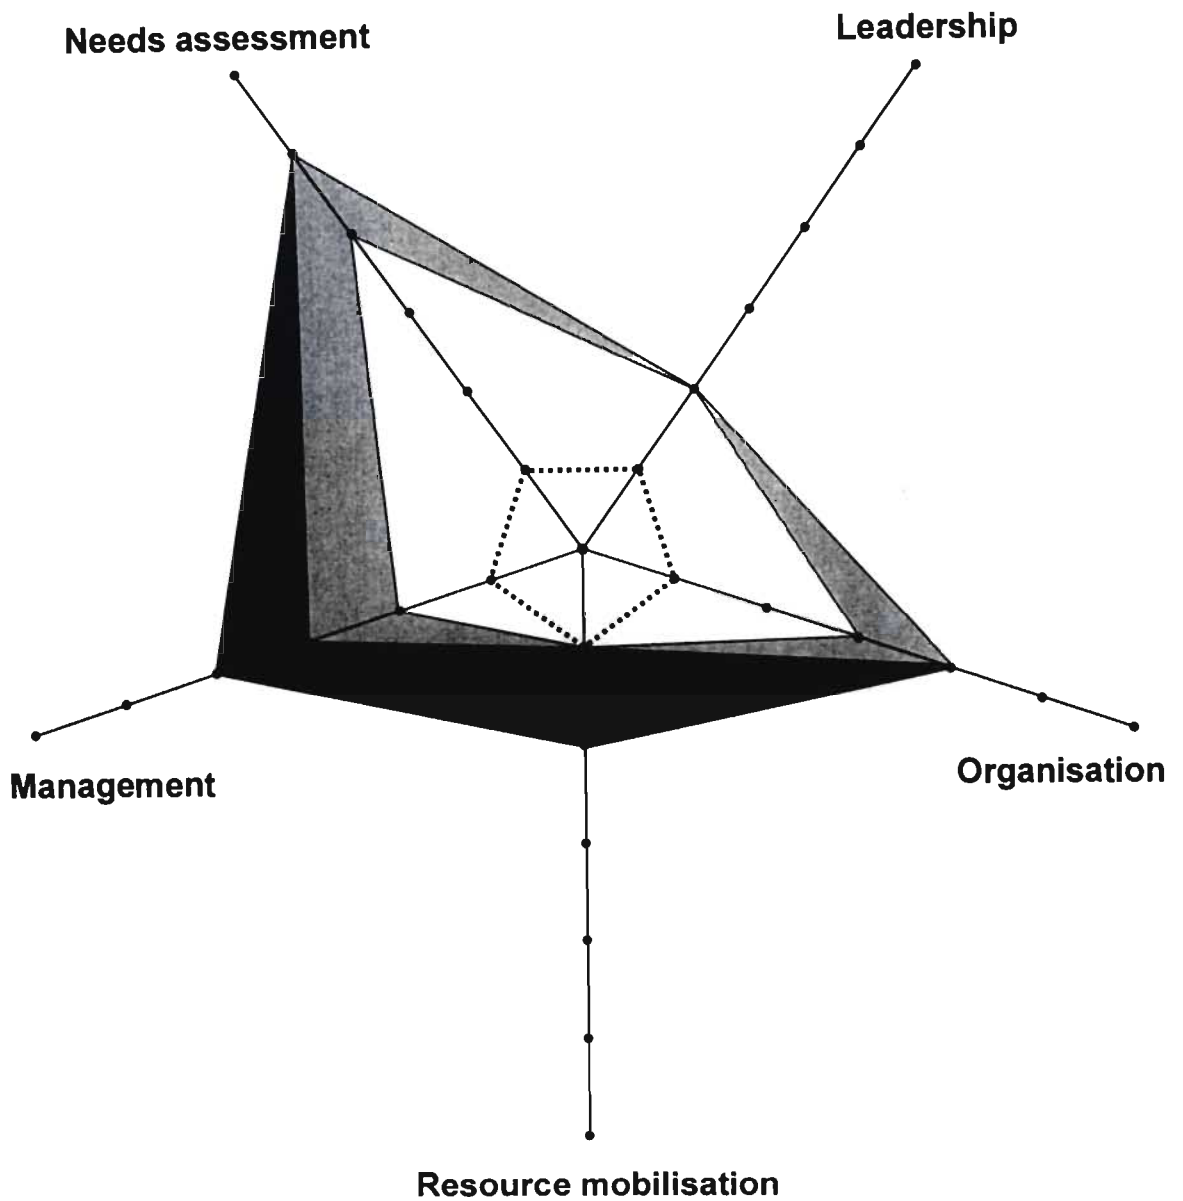 Needs assessment
Leadership
Management
Organisation
Resource mobilisation